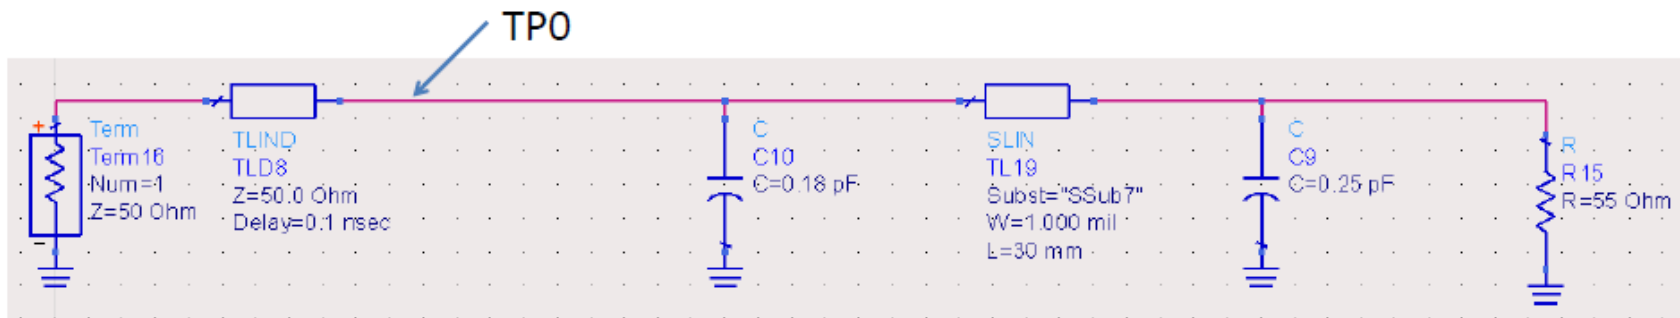 TP0
+
Term
Term16
Num=1
Z=50 Ohm
-
TLIND
TLD8
Z=50.0 Ohm
Delay=0.1 nsec
C
C10
C=0.18 pF
SLIN
TL19
Subst="SSub7"
W=1.000 mil
L=30 mm
C
C9
C=0.25 pF
R
R15
R=55 Ohm